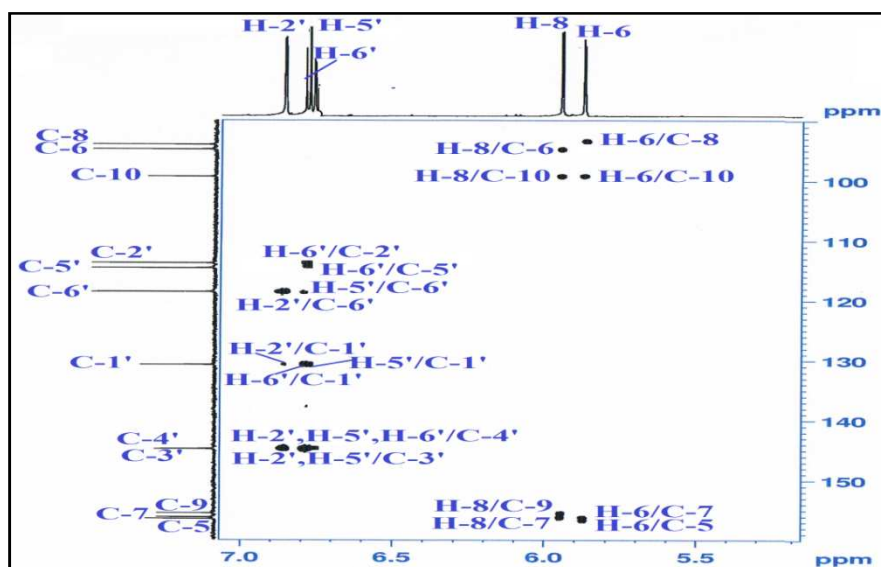 H-2' H-5' H-8 H-6
H-6'
ppm
C-8
C-6
H-8/C-6 H-6/C-8
C-10
H-8/C-10 H-6/C-10
100
110
C-2'
H-6'/C-2'
C-5'
H-6'/C-5'
C-6'
H-5'/C-6'
H-2'/C-6'
120
C-1'
H-2'/C-1'
H-5'/C-1'
H-6'/C-1'
130
140
C-4'
H-2',H-5',H-6'/C-4'
C-3'
H-2',H-5'/C-3'
150
C-9
H-8/C-9 H-6/C-7
C-7
H-8/C-7 H-6/C-5
C-5
7.0 6.5 6.0 5.5 ppm